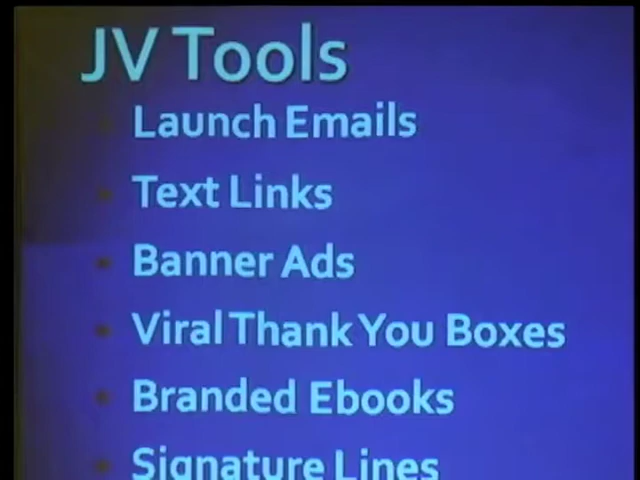 JV Tools
Launch Emails
Text Links
Banner Ads
Viral Thank You Boxes
Branded Ebooks
Signature Lines